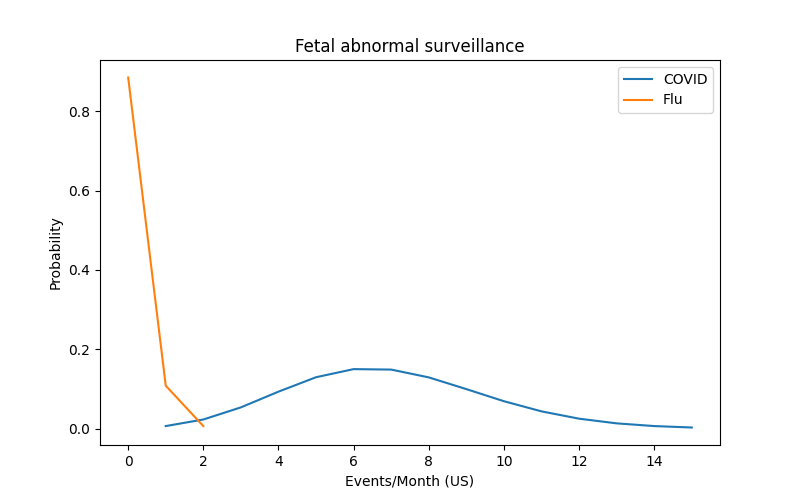 Fetal abnormal surveillance
COVID
Flu
0.8
0.6
0.4
0.2
0.0
Probability
0 2 4 6 8 10 12 14
Events/Month (US)